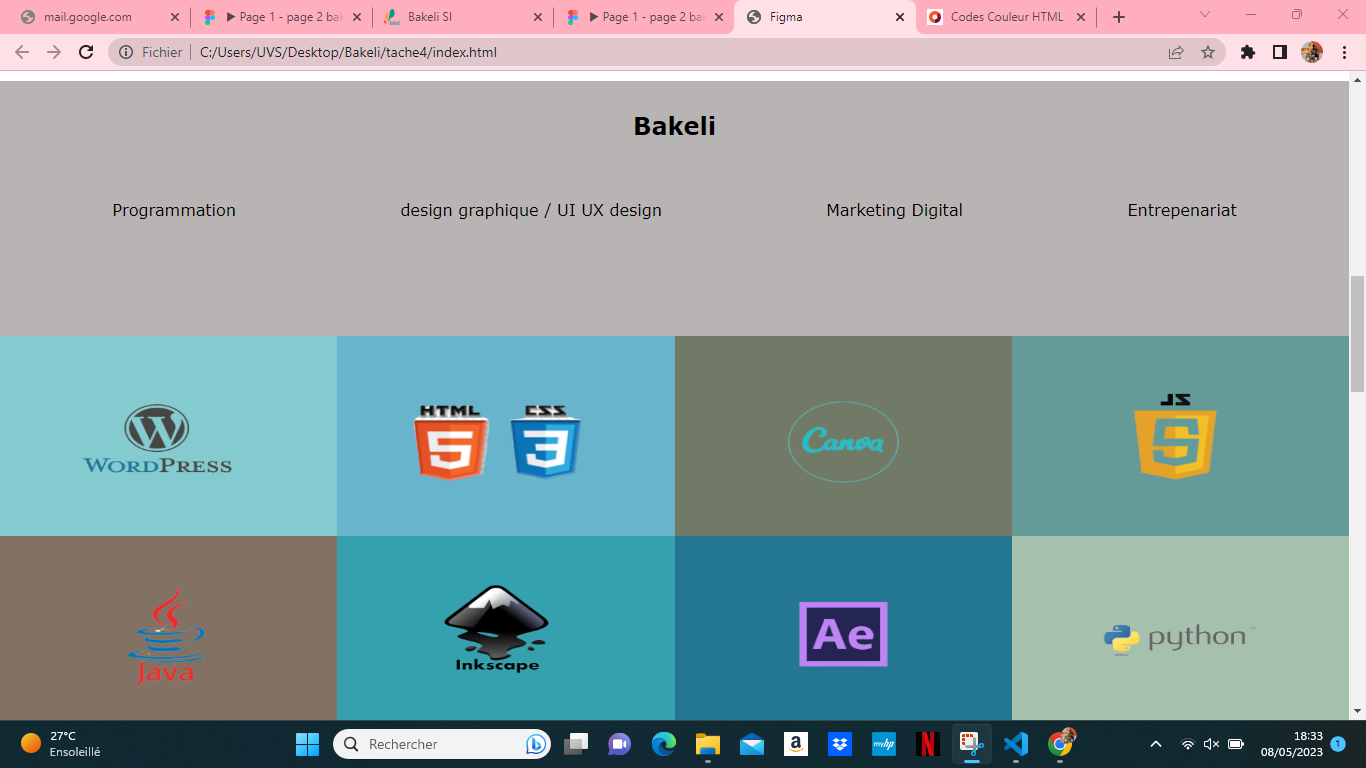 mail.google.com
Page 1 - page 2 bak
Bakeli SI
Page 1 - page 2 bak
Figma
Codes Couleur HTML
Fichier
C:/Users/UVS/Desktop/Bakeli/tache4/index.html
Bakeli
Programmation
design graphique / UI UX design
Marketing Digital
Entrepenariat
WORDPRESS
HTML
5
CSS
3
Canva
JS
5
Java
Inkscape
Ae
python
27°C
Ensoleillé
Rechercher
a
myhp
N
18:33
08/05/2023
1